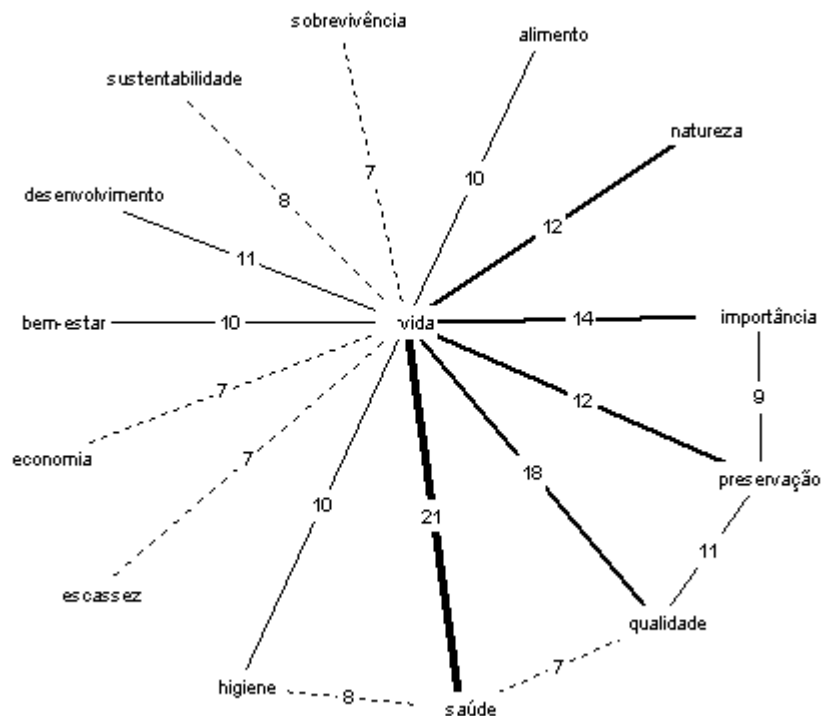 sobrevivência
alimento
sustentabilidade
natureza
7
10
desenvolvimento
8
12
11
bem-estar
10
vida
14
importância
7
12
9
economia
7
18
preservação
10
21
11
escassez
qualidade
7
higiene
8
saúde